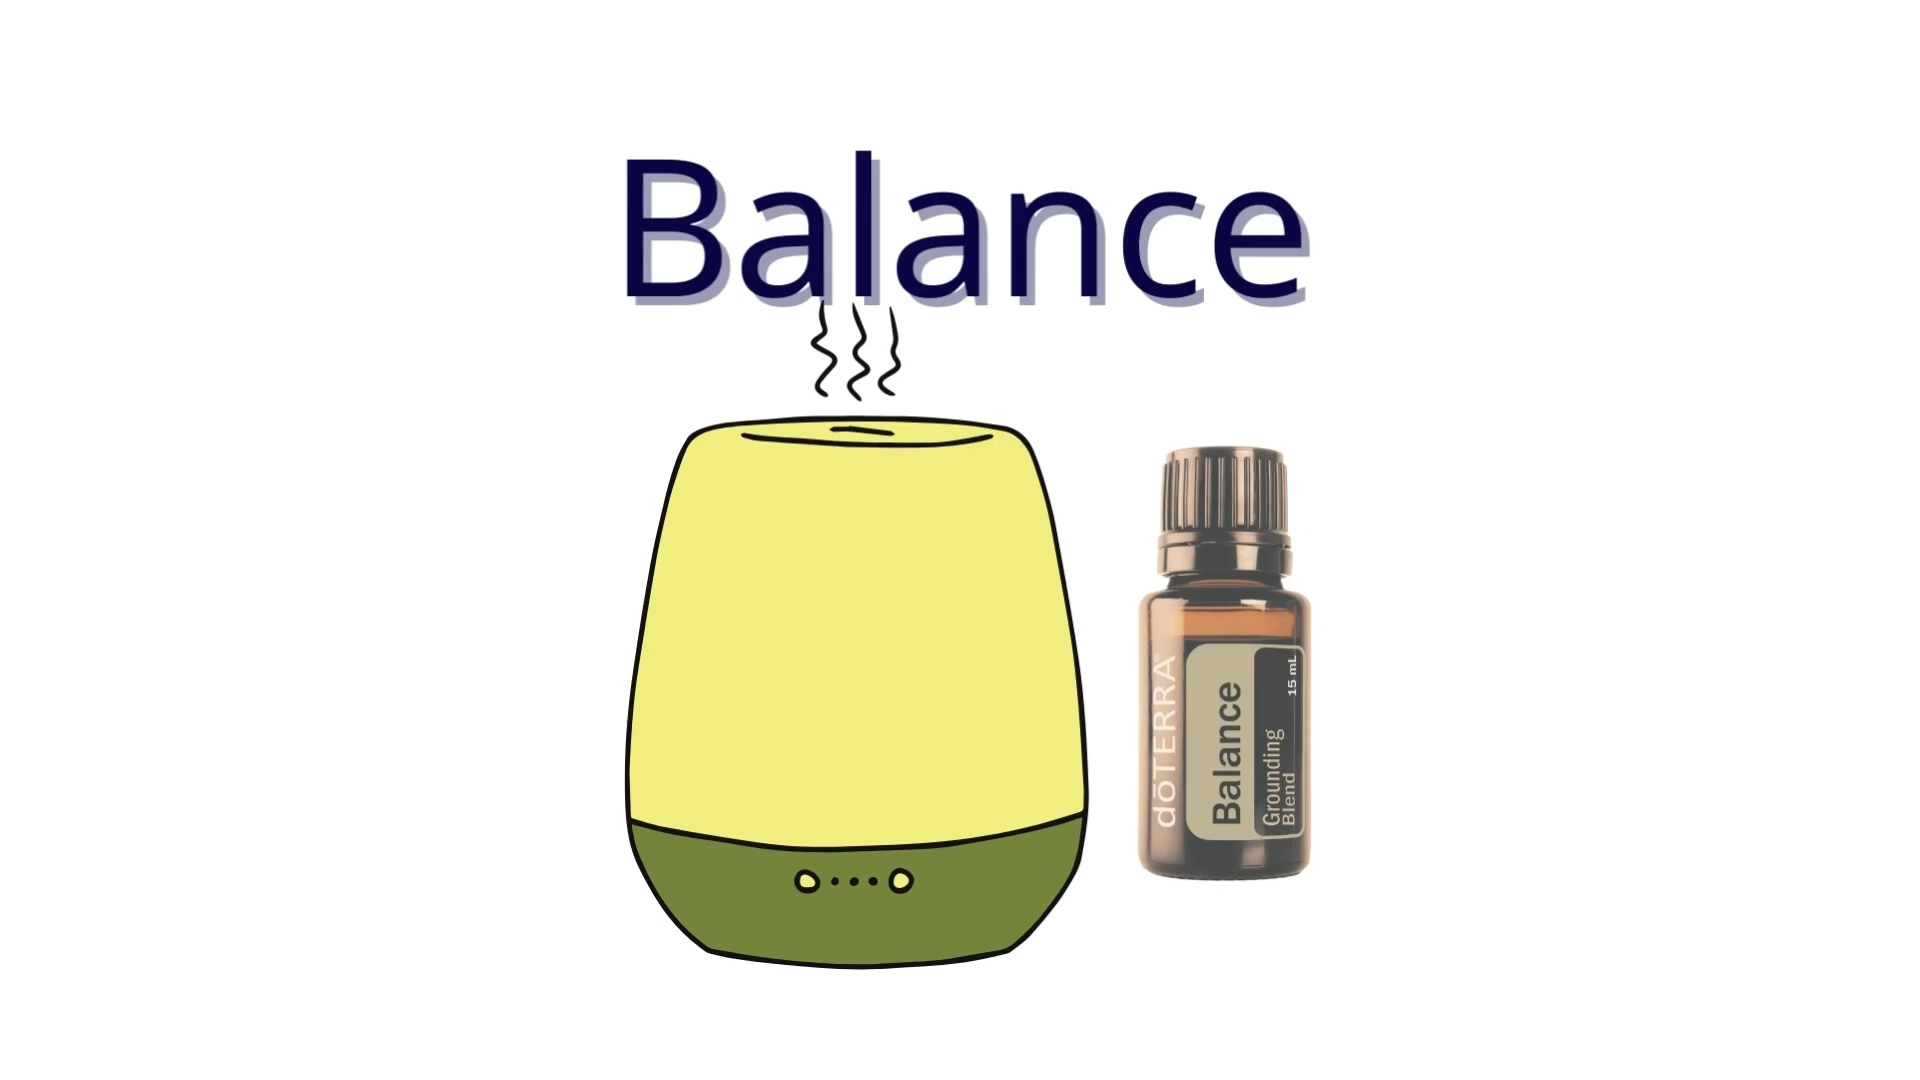 Balance
dōTERRA
Balance
Grounding
Blend
15 mL